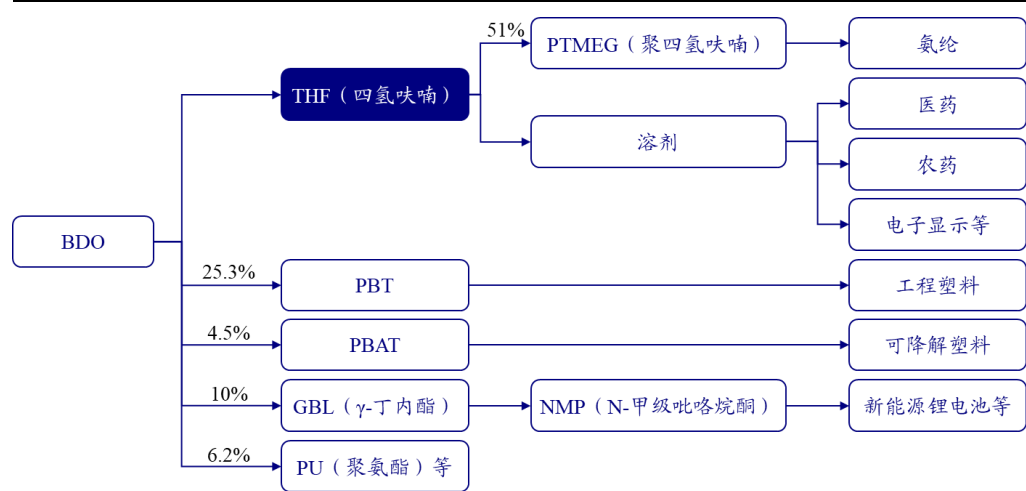 51%
PTMEG（聚四氢呋喃）
氨纶
THF（四氢呋喃）
医药
溶剂
农药
电子显示等
BDO
25.3%
PBT
工程塑料
4.5%
PBAT
可降解塑料
10%
GBL（γ-丁内酯）
NMP（N-甲级吡咯烷酮）
新能源锂电池等
6.2%
PU（聚氨酯）等